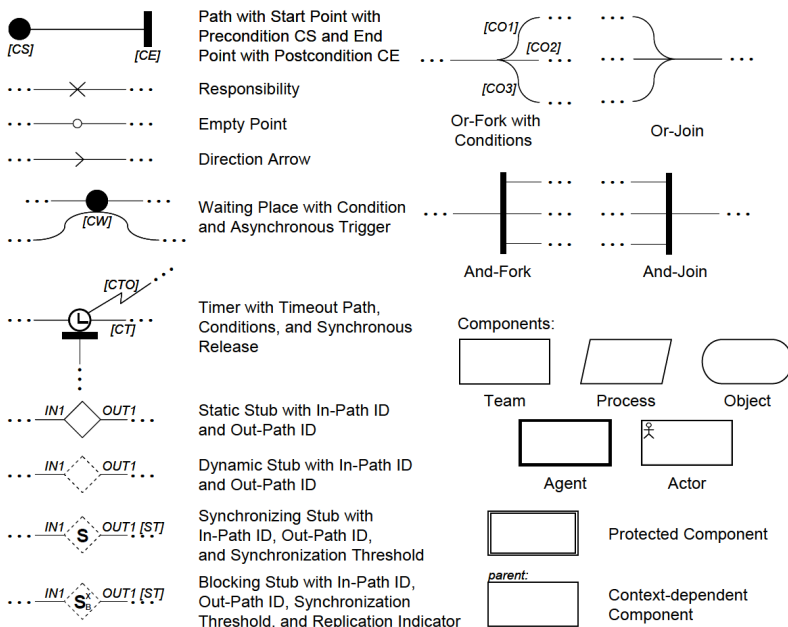 [CS]
[CE]
Path with Start Point with
Precondition CS and End
Point with Postcondition CE
Responsibility
Empty Point
Direction Arrow
[CW]
Waiting Place with Condition
and Asynchronous Trigger
[CTO]
[CT]
Timer with Timeout Path,
Conditions, and Synchronous
Release
IN1 OUT1
Static Stub with In-Path ID
and Out-Path ID
IN1 OUT1
Dynamic Stub with In-Path ID
and Out-Path ID
IN1 S OUT1 [ST]
Synchronizing Stub with
In-Path ID, Out-Path ID,
and Synchronization Threshold
IN1 S X B OUT1 [ST]
Blocking Stub with In-Path ID,
Out-Path ID, Synchronization
Threshold, and Replication Indicator
[CO1]
[CO2]
[CO3]
Or-Fork with
Conditions
Or-Join
And-Fork
And-Join
Components:
Team
Process
Object
Agent
Actor
Protected Component
parent:
Context-dependent
Component